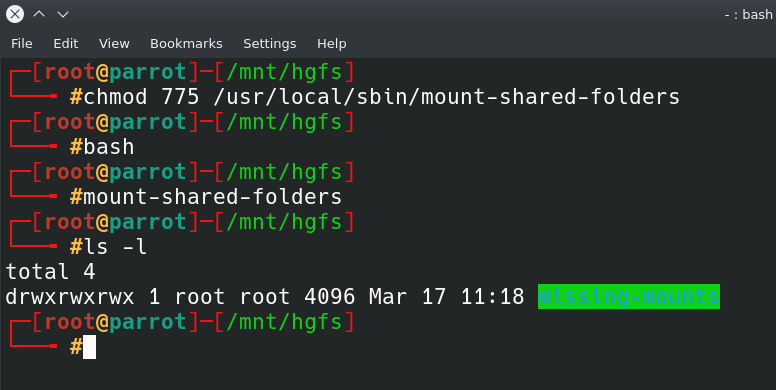 - : bash
File Edit View Bookmarks Settings Help
┌─[root@parrot]─[/mnt/hgfs]
└──╼ #chmod 775 /usr/local/sbin/mount-shared-folders
┌─[root@parrot]─[/mnt/hgfs]
└──╼ #bash
┌─[root@parrot]─[/mnt/hgfs]
└──╼ #mount-shared-folders
┌─[root@parrot]─[/mnt/hgfs]
└──╼ #ls -l
total 4
drwxrwxrwx 1 root root 4096 Mar 17 11:18 missing-mounts
┌─[root@parrot]─[/mnt/hgfs]
└──╼ #